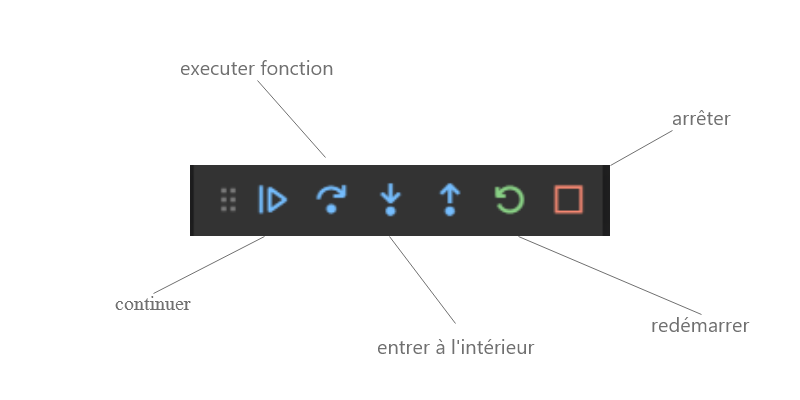 executer fonction
arrêter
continuer
redémarrer
entrer à l'intérieur